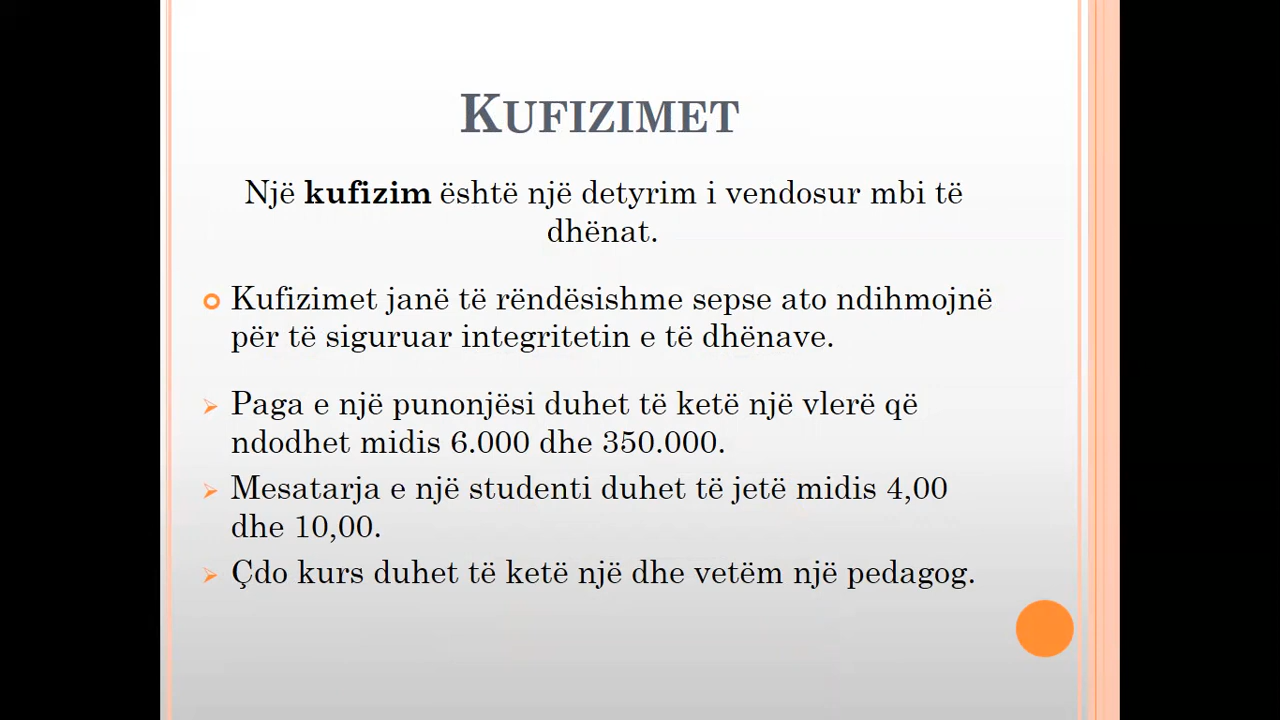 KUFIZIMET
Një kufizim është një detyrim i vendosur mbi të
dhënat.
Kufizimet janë të rëndësishme sepse ato ndihmojnë
për të siguruar integritetin e të dhënave.
Paga e një punonjësi duhet të ketë një vlerë që
ndodhet midis 6.000 dhe 350.000.
Mesatarja e një studenti duhet të jetë midis 4,00
dhe 10,00.
Çdo kurs duhet të ketë një dhe vetëm një pedagog.